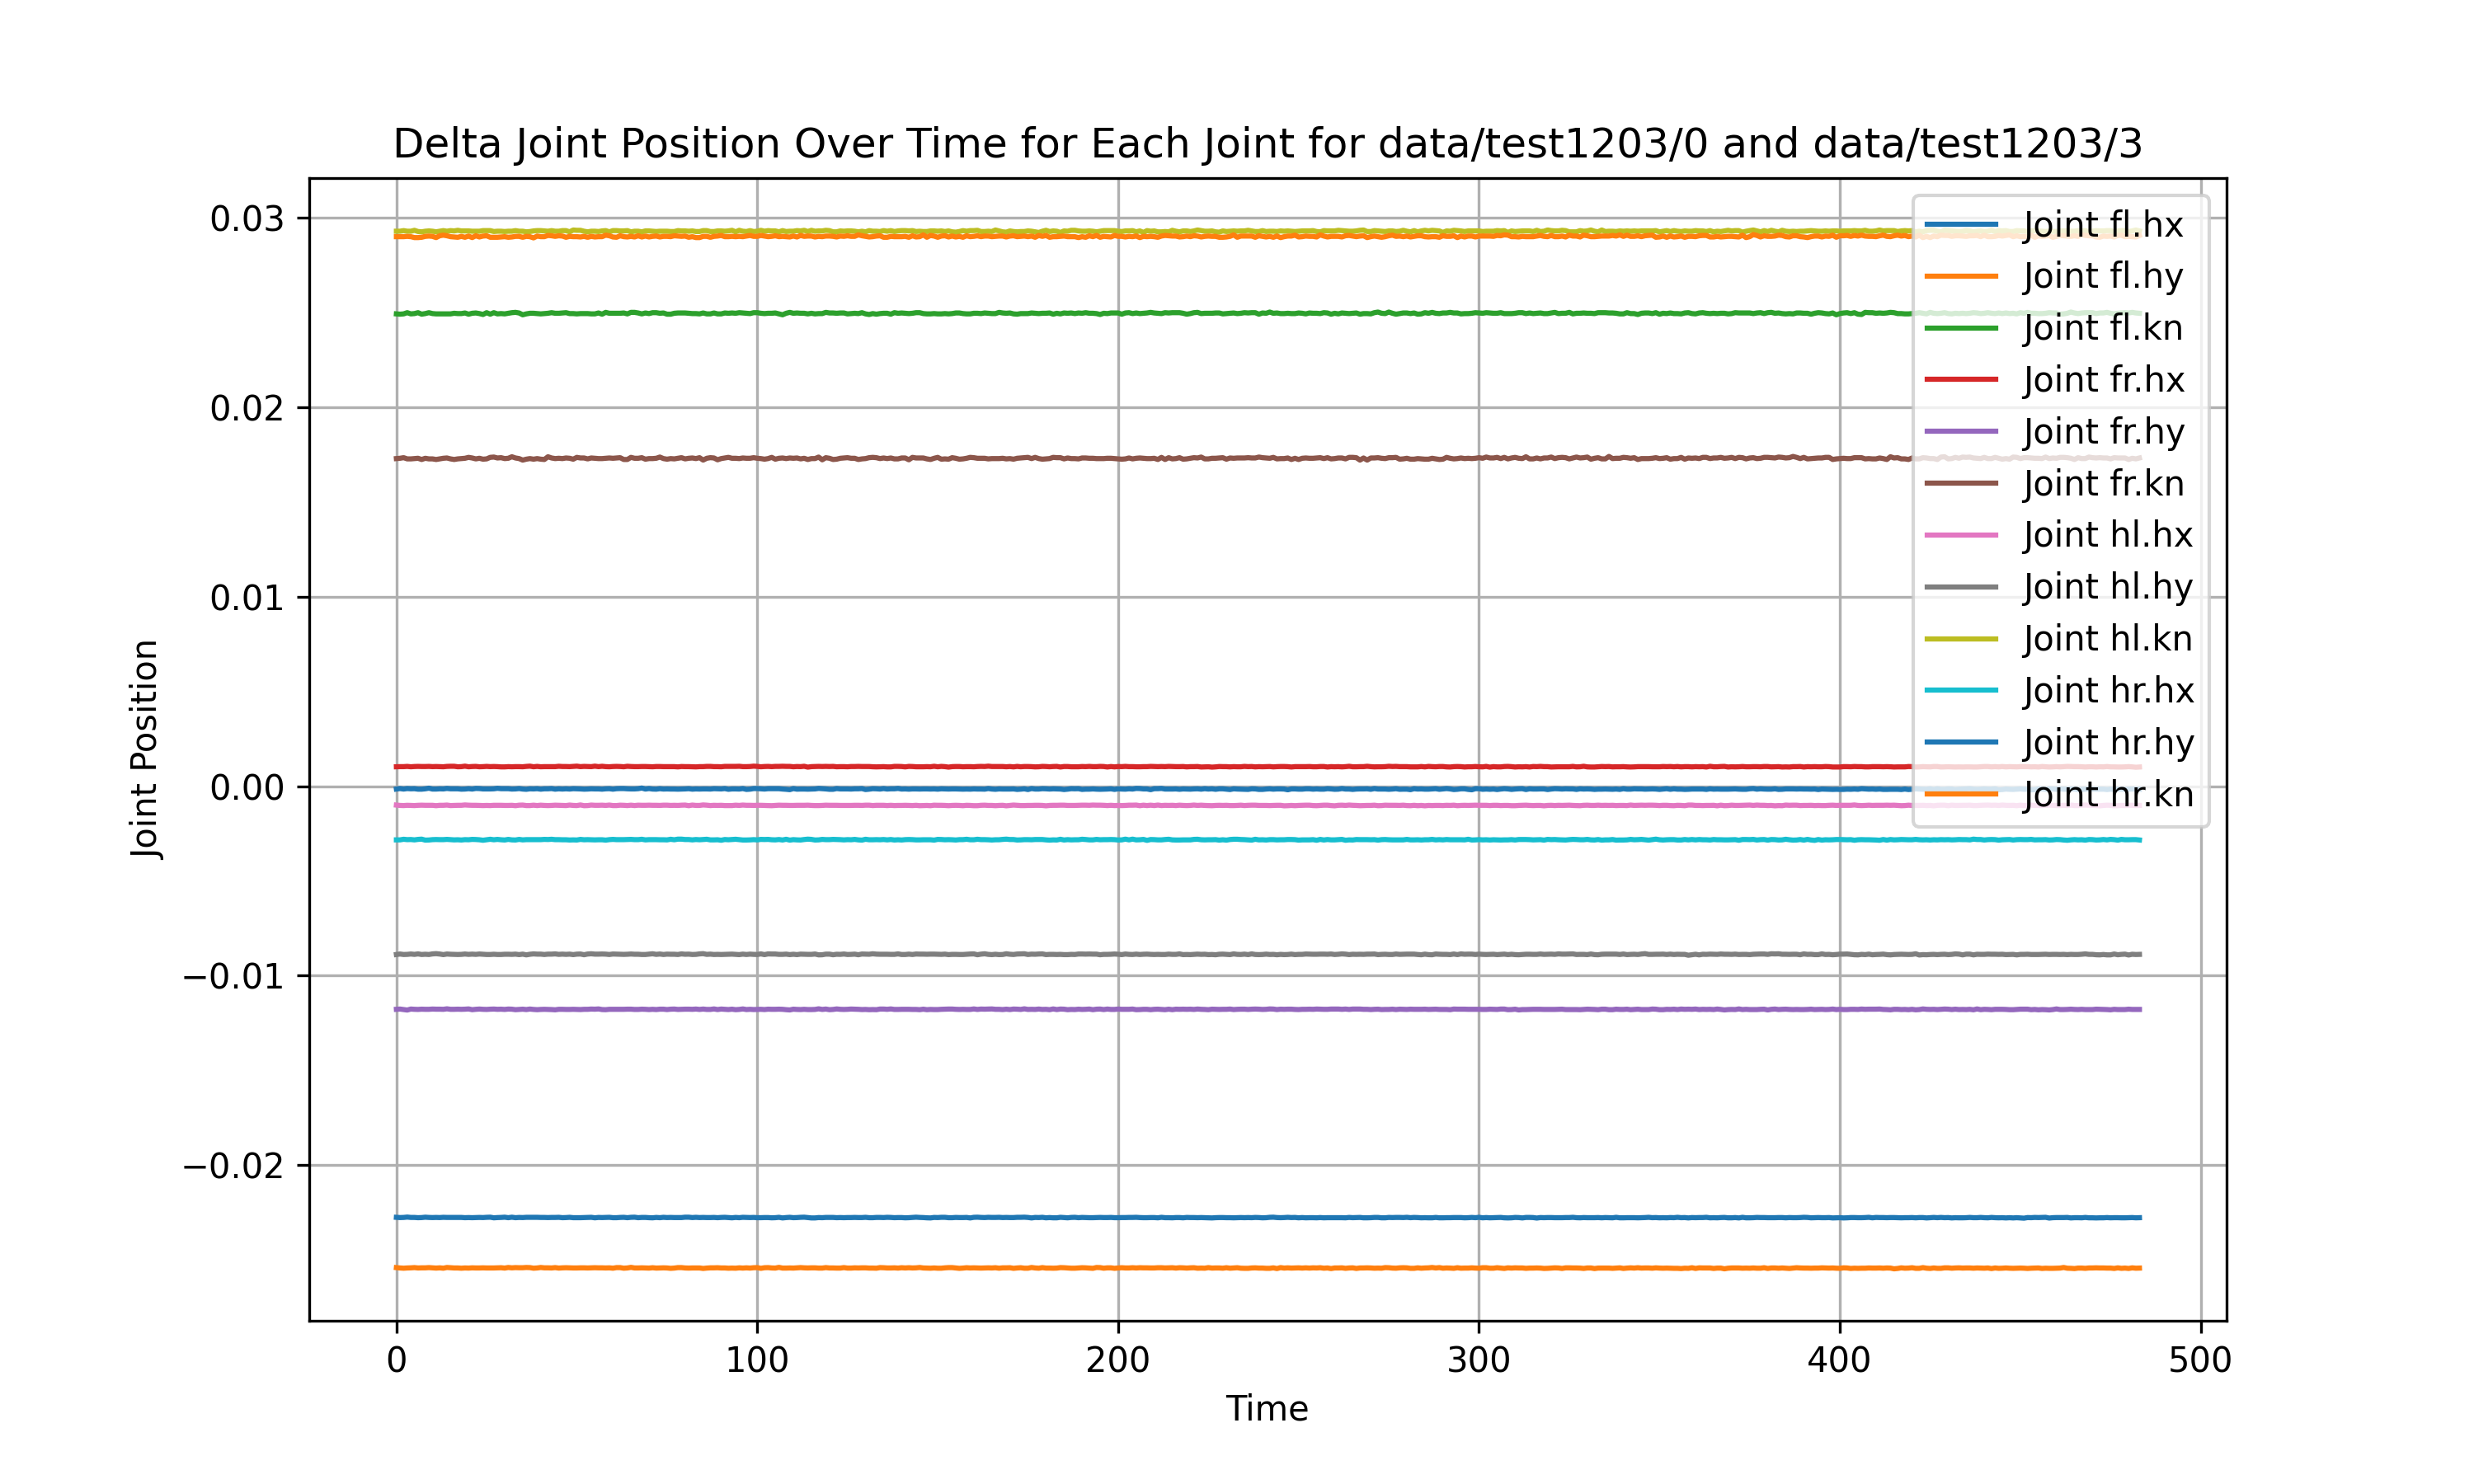 Delta Joint Position Over Time for Each Joint for data/test1203/0 and data/test1203/3
Joint Position
0.03
0.02
0.01
0.00
−0.01
−0.02
Joint fl.hx
Joint fl.hy
Joint fl.kn
Joint fr.hx
Joint fr.hy
Joint fr.kn
Joint hl.hx
Joint hl.hy
Joint hl.kn
Joint hr.hx
Joint hr.hy
Joint hr.kn
0 100 200 300 400 500
Time